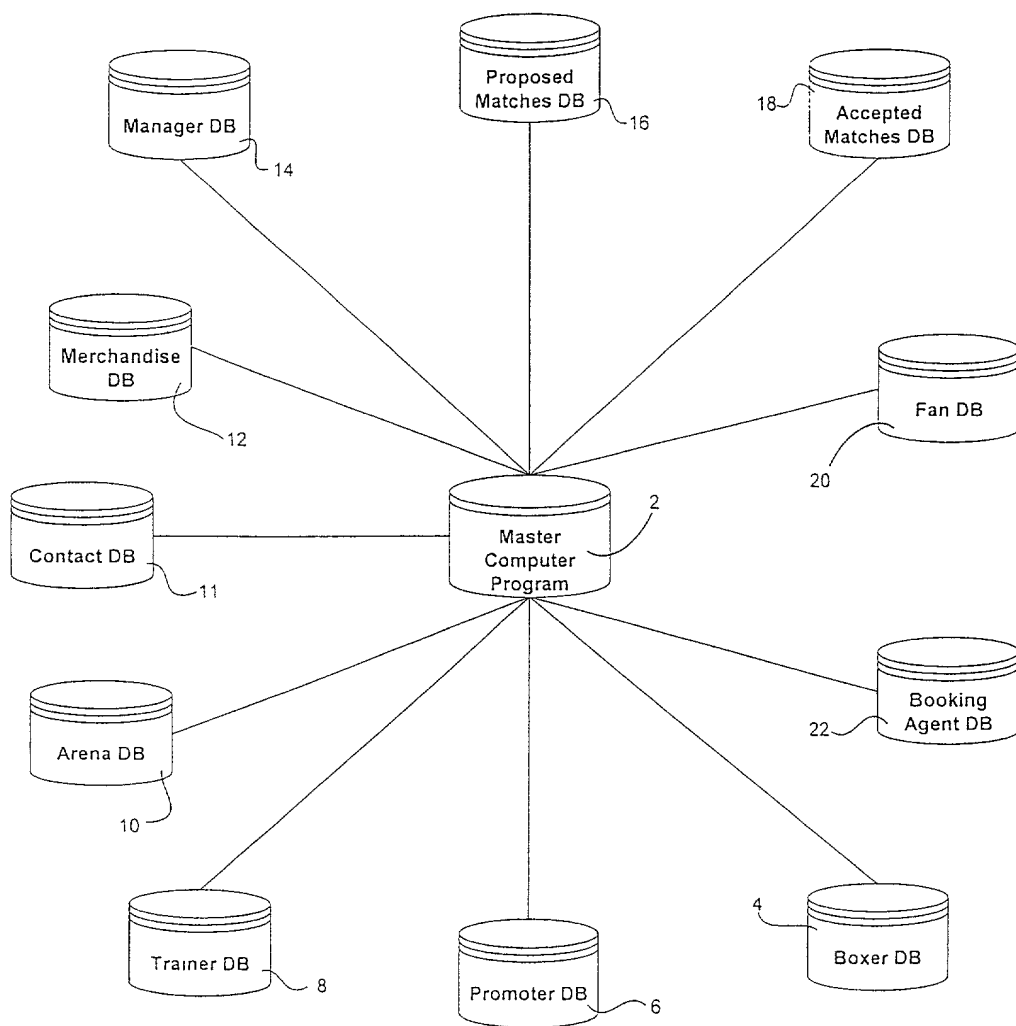 Manager DB
14
Proposed
Matches DB
16
18
Accepted
Matches DB
Merchandise
DB
12
Fan DB
20
Contact DB
11
Master
Computer
Program
2
Arena DB
10
Booking
Agent DB
22
Trainer DB
8
Promoter DB
6
4
Boxer DB